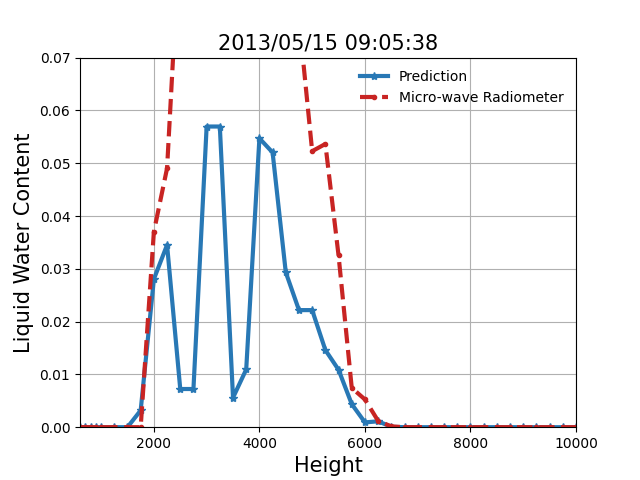 2013/05/15 09:05:38
Prediction
Micro-wave Radiometer
Liquid Water Content
0.07
0.06
0.05
0.04
0.03
0.02
0.01
0.00
2000 4000 6000 8000 10000
Height